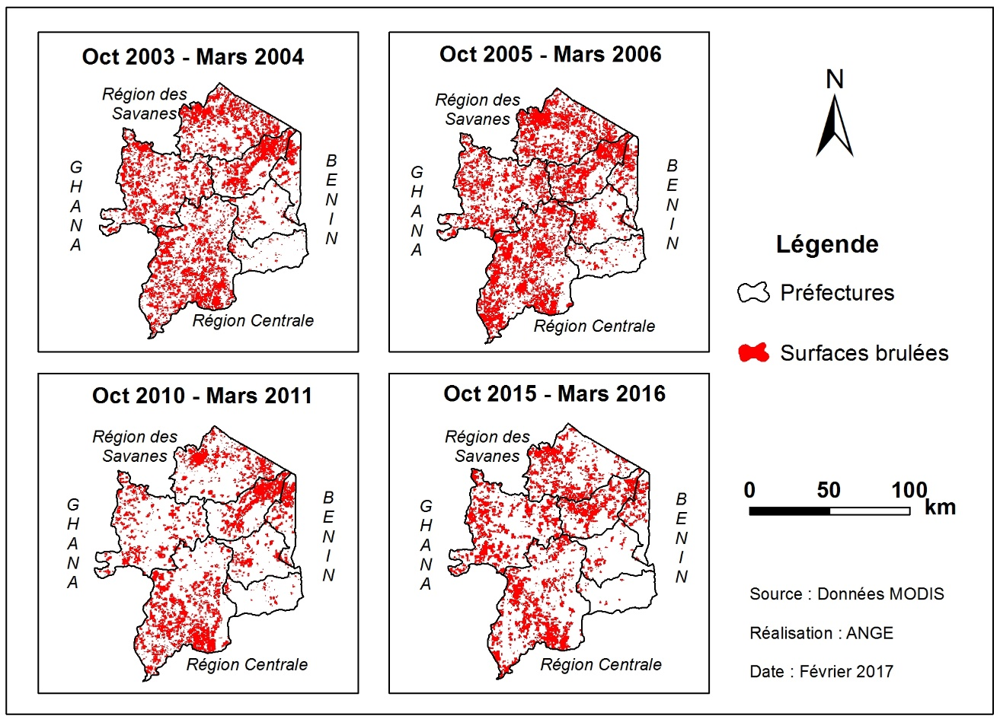 Oct 2003 - Mars 2004
Région des
Savanes
GHANA
BENIN
Région Centrale
Oct 2005 - Mars 2006
Région des
Savanes
GHANA
BENIN
Région Centrale
Oct 2010 - Mars 2011
Région des
Savanes
GHANA
BENIN
Région Centrale
Oct 2015 - Mars 2016
Région des
Savanes
GHANA
BENIN
Région Centrale
N
Légende
Préfectures
Surfaces brulées
0 50 100
km
Source : Données MODIS
Réalisation : ANGE
Date : Février 2017